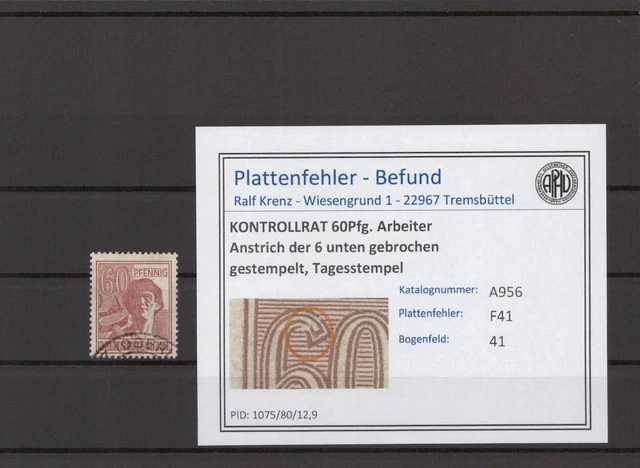 Plattenfehler - Befund
Ralf Krenz - Wiesengrund 1 - 22967 Tremsbüttel
APHV
KONTROLLRAT 60Pfg. Arbeiter
Anstrich der 6 unten gebrochen
gestempelt, Tagesstempel
Katalognummer: A956
Plattenfehler: F41
Bogenfeld: 41
PID: 1075/80/12,9
60 PFENNIG